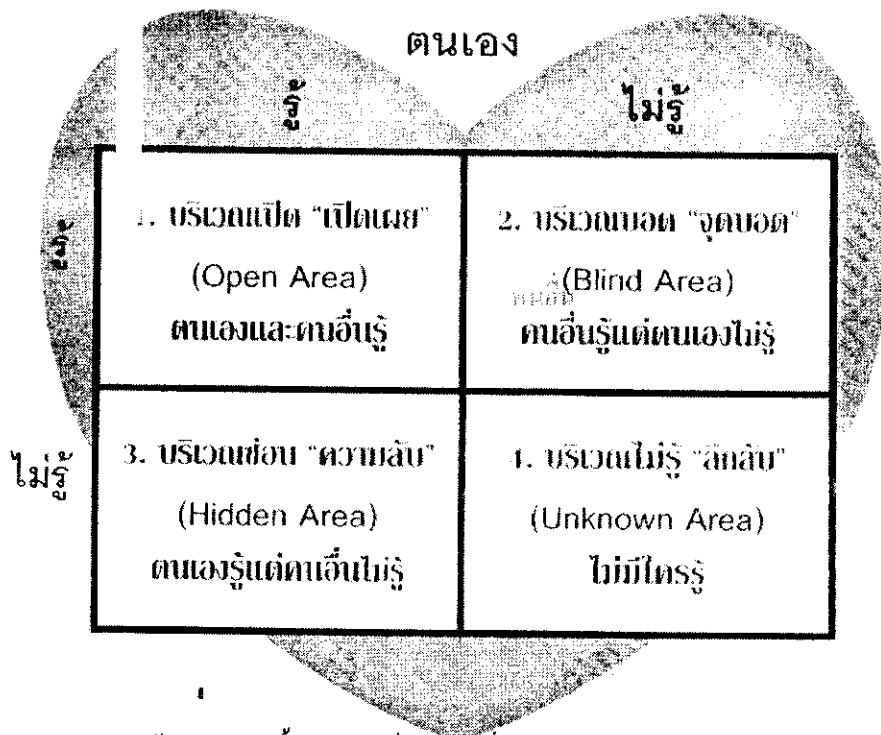 ตนเอง
รู้ ไม่รู้
รู้
1. บริเวณเปิด "เปิดเผย"
(Open Area)
ตนเองและคนอื่นรู้
2. บริเวณบอด "จุดบอด"
(Blind Area)
คนอื่น
คนอื่นรู้แต่ตนเองไม่รู้
ไม่รู้
3. บริเวณซ่อน "ความลับ"
(Hidden Area)
ตนเองรู้แต่คนอื่นไม่รู้
4. บริเวณไม่รู้ "ลึกลับ"
(Unknown Area)
ไม่มีใครรู้